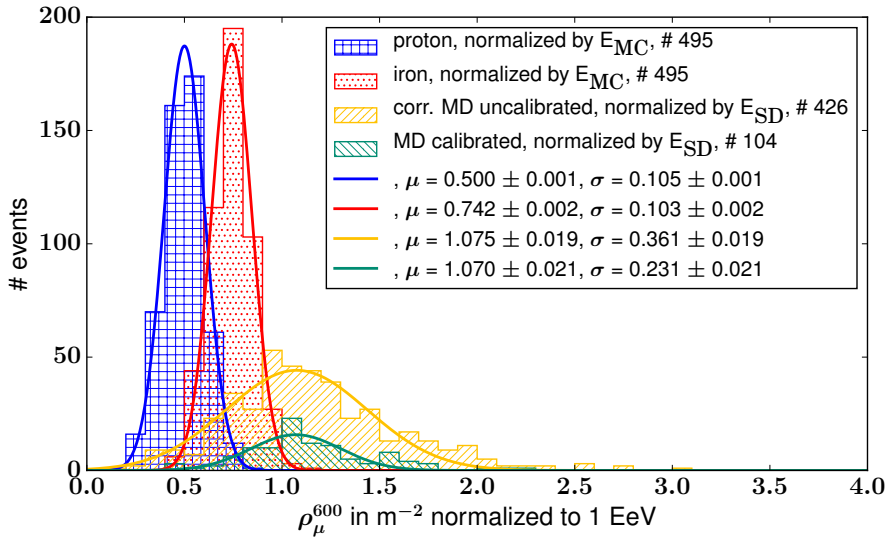 200
150
100
50
0
# events
proton, normalized by E_MC, # 495
iron, normalized by E_MC, # 495
corr. MD uncalibrated, normalized by E_SD, # 426
MD calibrated, normalized by E_SD, # 104
, μ = 0.500 ± 0.001, σ = 0.105 ± 0.001
, μ = 0.742 ± 0.002, σ = 0.103 ± 0.002
, μ = 1.075 ± 0.019, σ = 0.361 ± 0.019
, μ = 1.070 ± 0.021, σ = 0.231 ± 0.021
0.0 0.5 1.0 1.5 2.0 2.5 3.0 3.5 4.0
ρ_μ^600 in m⁻² normalized to 1 EeV